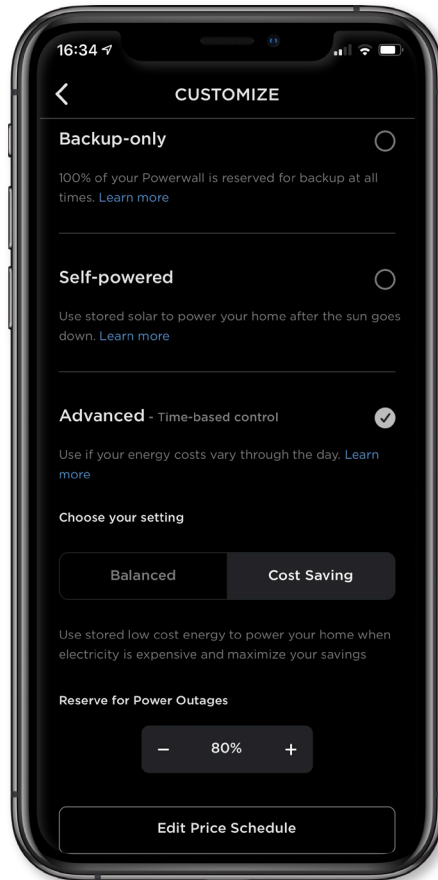 16:34
CUSTOMIZE
Backup-only
100% of your Powerwall is reserved for backup at all
times. Learn more
Self-powered
Use stored solar to power your home after the sun goes
down. Learn more
Advanced - Time-based control
Use if your energy costs vary through the day. Learn
more
Choose your setting
Balanced Cost Saving
Use stored low cost energy to power your home when
electricity is expensive and maximize your savings
Reserve for Power Outages
− 80% +
Edit Price Schedule